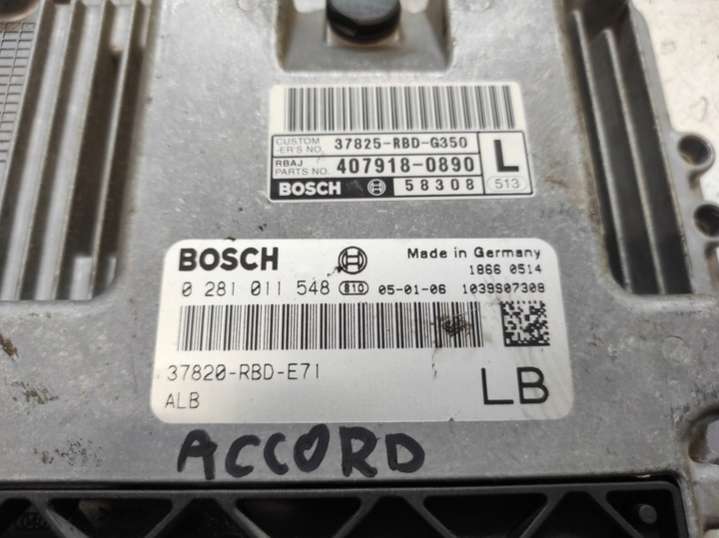 CUSTOM -ER'S NO. 37825-RBD-G350
RBAJ PARTS NO. 407918-0890 L
BOSCH 58308 513
BOSCH Made in Germany
1866 0514
0 281 011 548 810 05-01-06 1039S07308
37820-RBD-E71
ALB LB
ACCORD